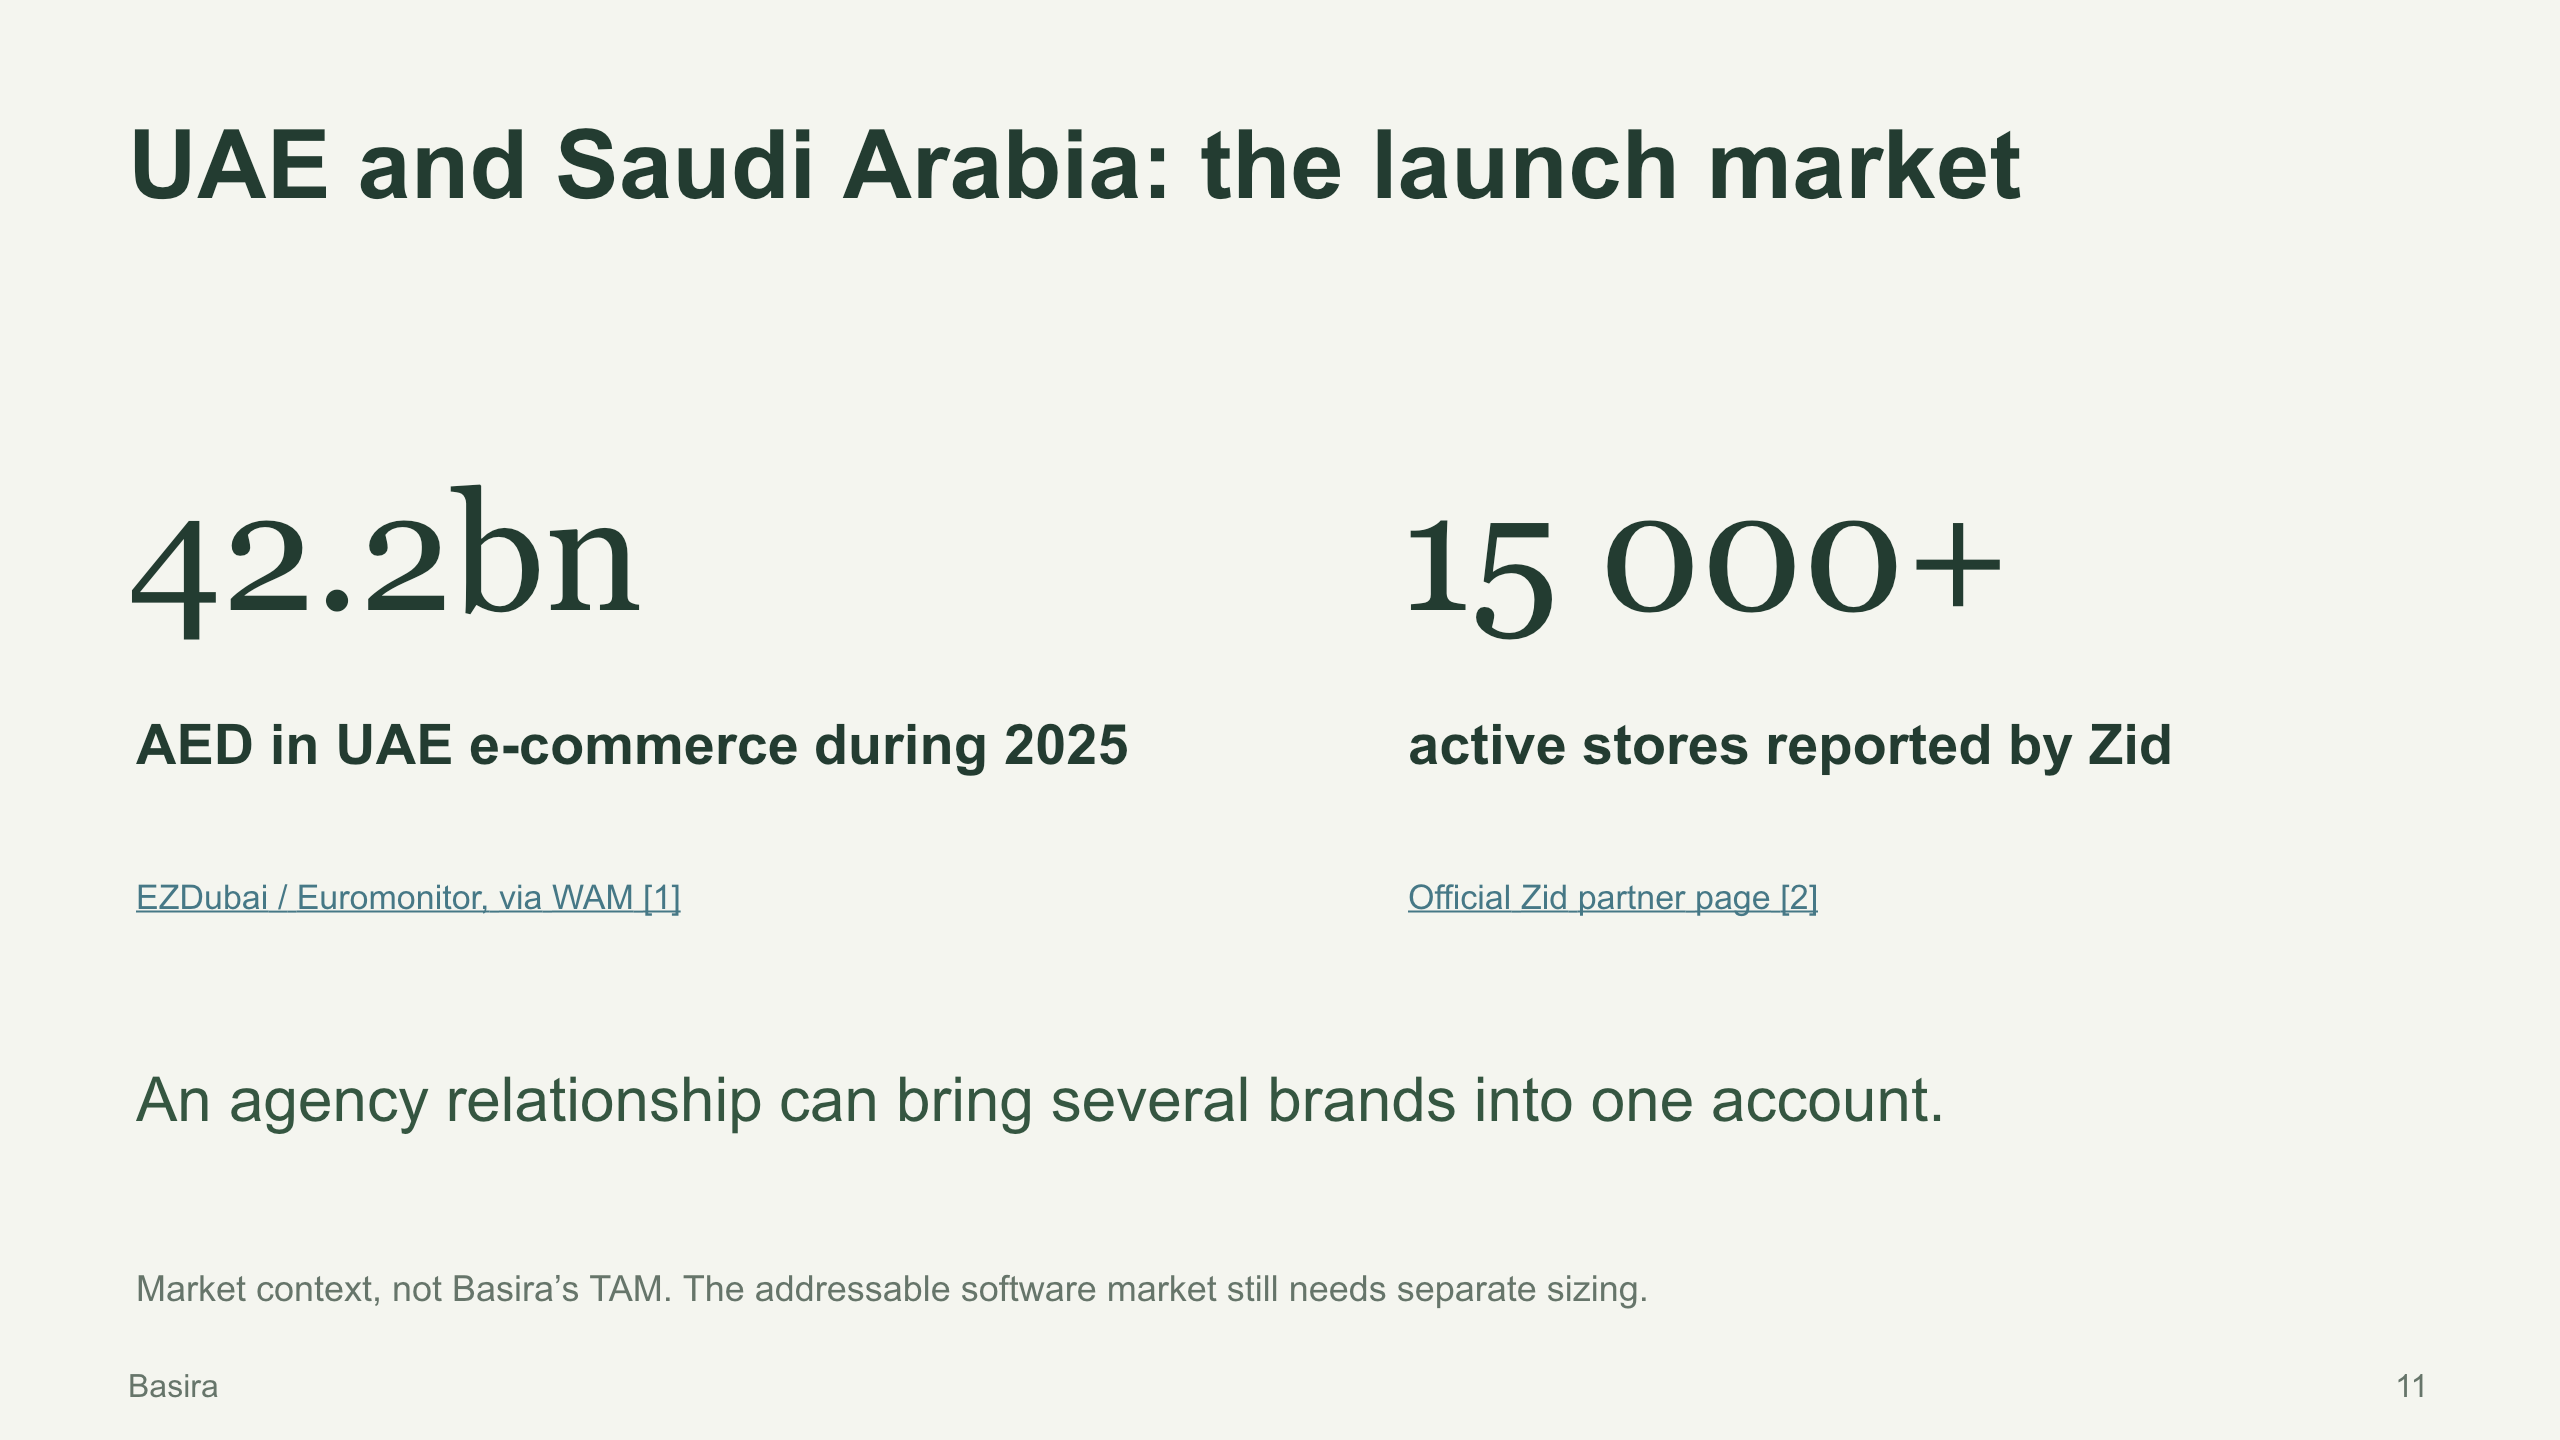 UAE and Saudi Arabia: the launch market
42.2bn
AED in UAE e-commerce during 2025
EZDubai / Euromonitor, via WAM [1]
15 000+
active stores reported by Zid
Official Zid partner page [2]
An agency relationship can bring several brands into one account.
Market context, not Basira’s TAM. The addressable software market still needs separate sizing.
Basira
11